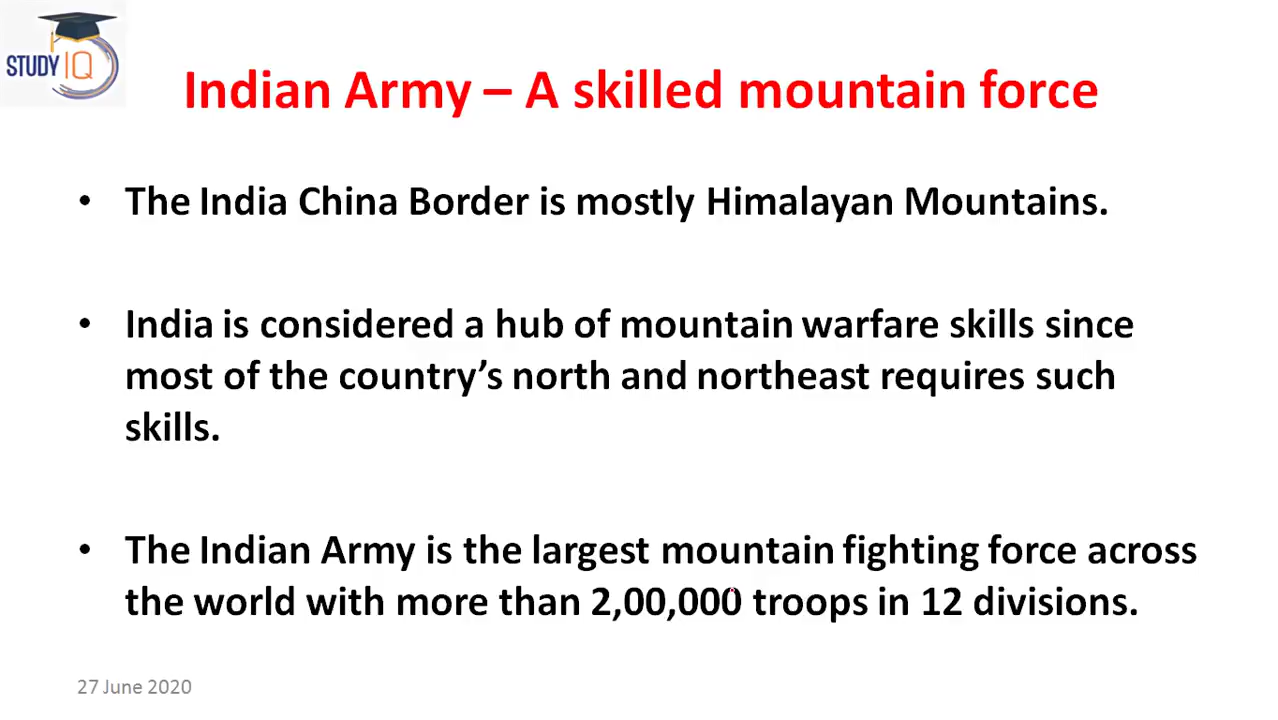 STUDY IQ
Indian Army – A skilled mountain force
• The India China Border is mostly Himalayan Mountains.
• India is considered a hub of mountain warfare skills since
most of the country’s north and northeast requires such
skills.
• The Indian Army is the largest mountain fighting force across
the world with more than 2,00,000 troops in 12 divisions.
27 June 2020